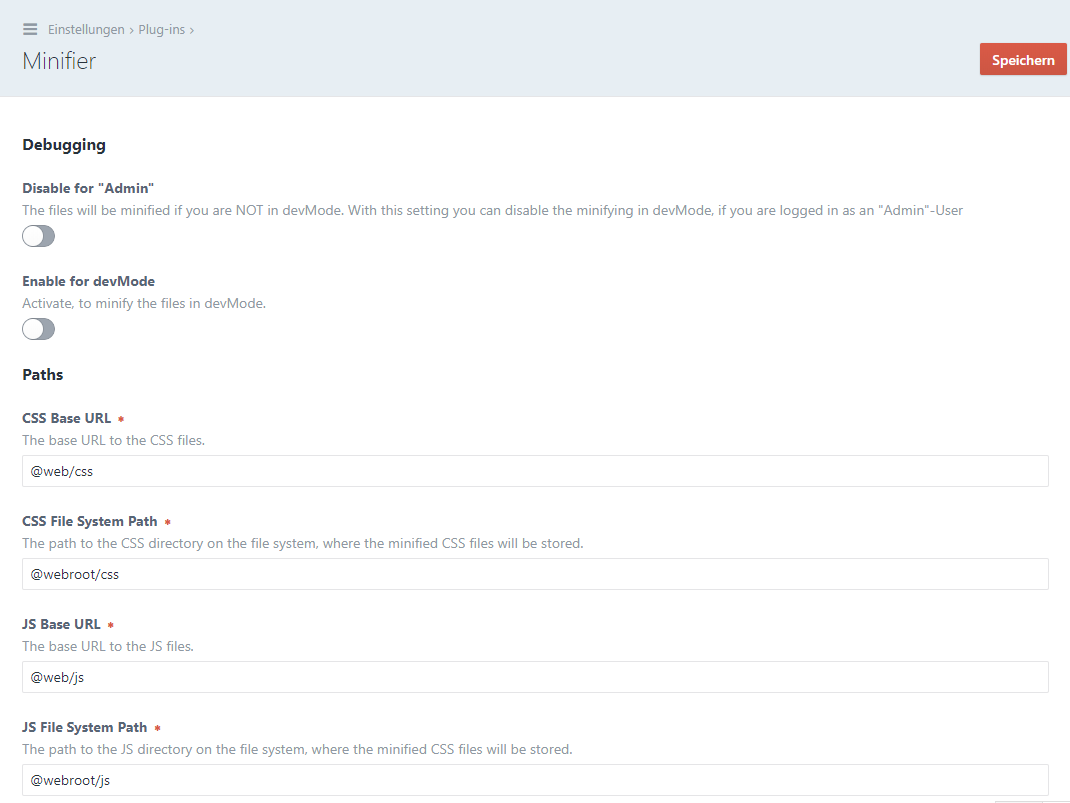 Einstellungen › Plug-ins ›
Minifier
Speichern
Debugging
Disable for "Admin"
The files will be minified if you are NOT in devMode. With this setting you can disable the minifying in devMode, if you are logged in as an "Admin"-User
Enable for devMode
Activate, to minify the files in devMode.
Paths
CSS Base URL *
The base URL to the CSS files.
@web/css
CSS File System Path *
The path to the CSS directory on the file system, where the minified CSS files will be stored.
@webroot/css
JS Base URL *
The base URL to the JS files.
@web/js
JS File System Path *
The path to the JS directory on the file system, where the minified CSS files will be stored.
@webroot/js